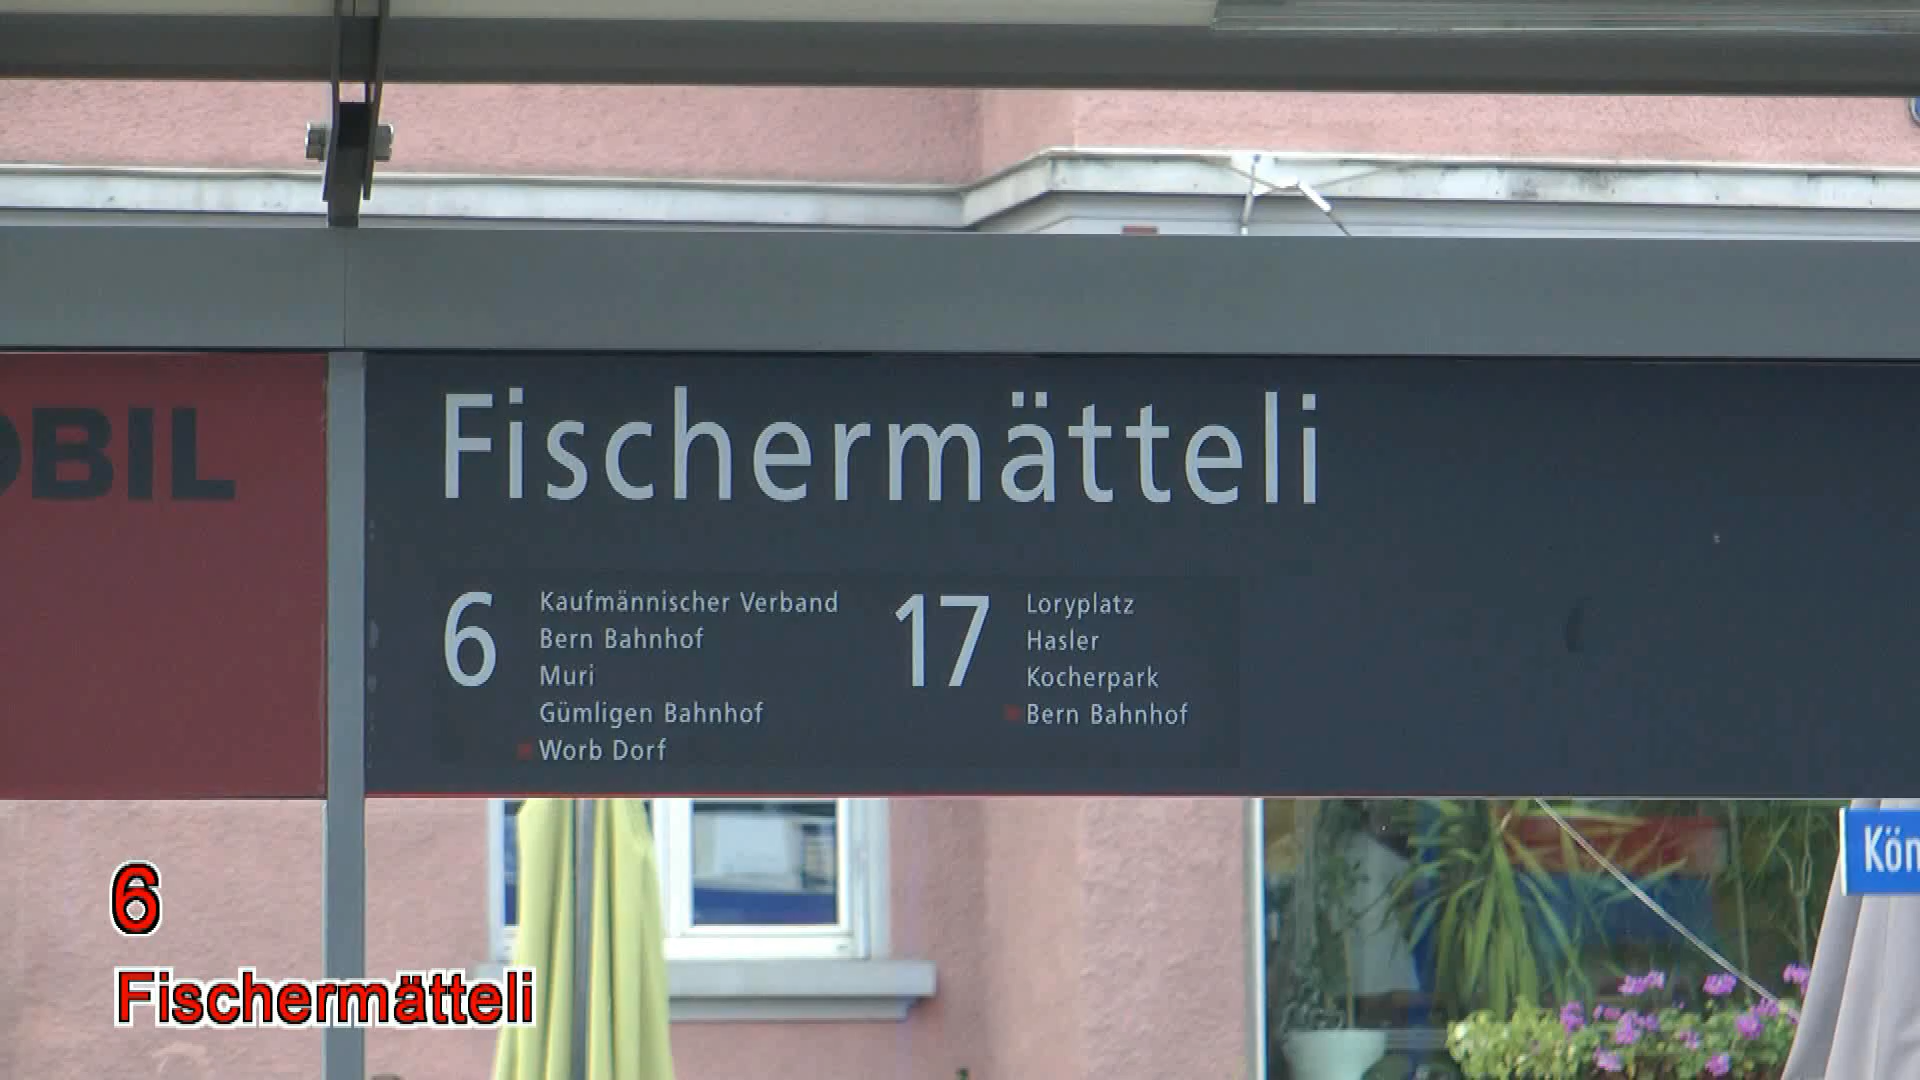 OBIL
Fischermätteli
6
Kaufmännischer Verband
Bern Bahnhof
Muri
Gümligen Bahnhof
Worb Dorf
17
Loryplatz
Hasler
Kocherpark
Bern Bahnhof
Kön
6
Fischermätteli